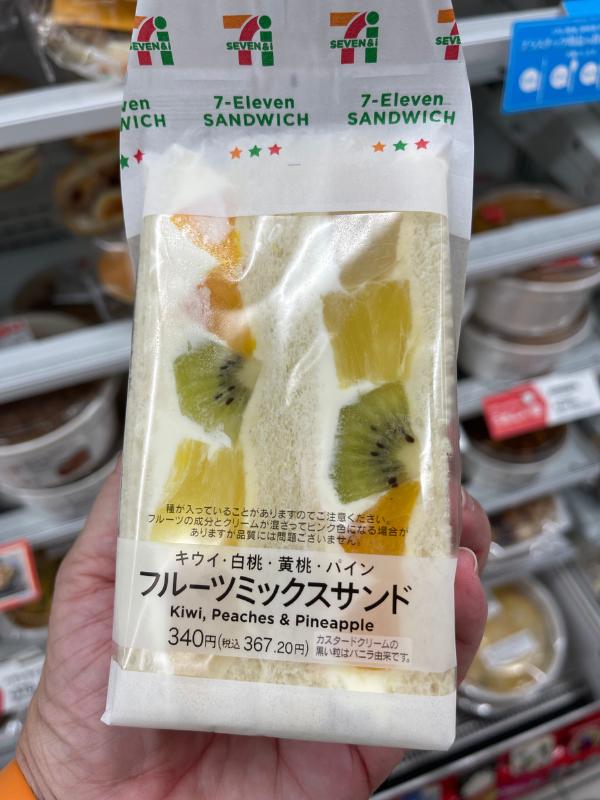 SEVEN&i SEVEN&i SEVEN&i SEVEN&i
7-Eleven 7-Eleven
SANDWICH SANDWICH
種が入っていることがありますのでご注意ください。
フルーツの成分とクリームが混ざってピンク色になる場合が
ありますが品質には問題ございません。
キウイ・白桃・黄桃・パイン
フルーツミックスサンド
Kiwi, Peaches & Pineapple
340円(税込 367.20円)
カスタードクリームの
黒い粒はバニラ由来です。